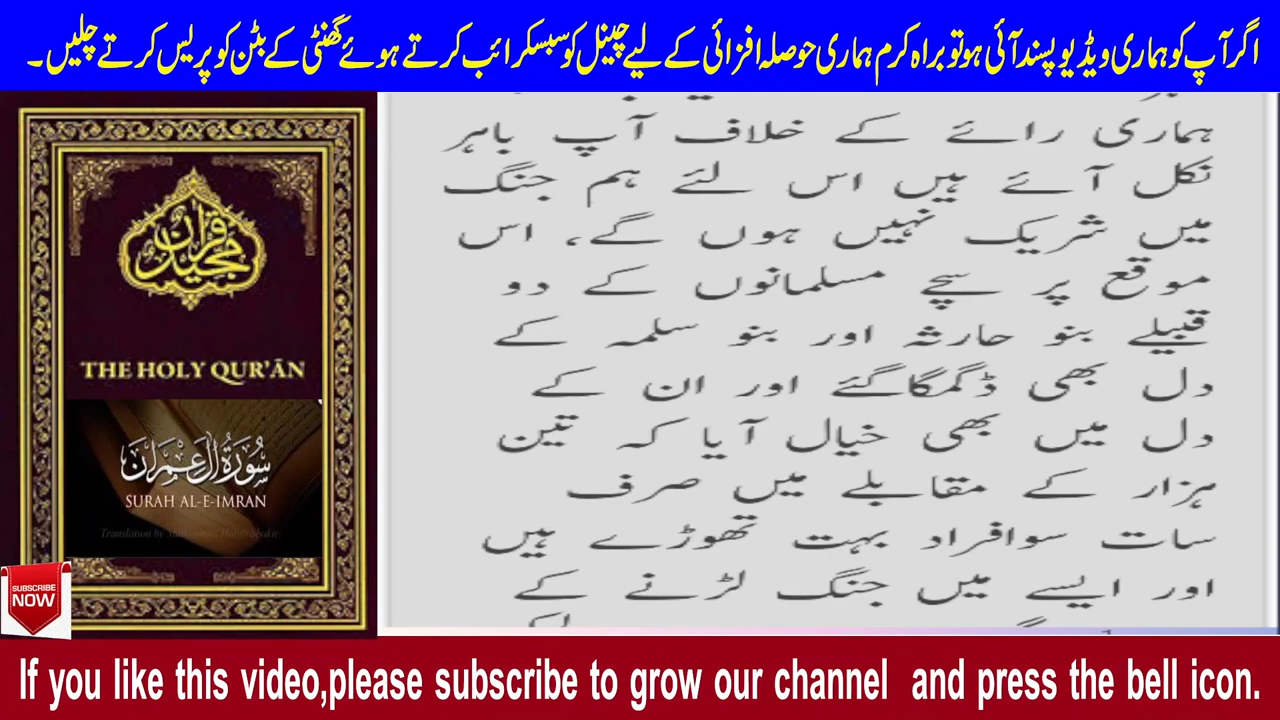 اگر آپ کو ہماری ویڈیو پسند آئی ہو تو براہ کرم ہماری حوصلہ افزائی کے لیے چینل کو سبسکرائب کرتے ہوئے گھنٹی کے بٹن کو پریس کرتے چلیں۔
ہماری رائے کے خلاف آپ باہر
نکل آئے ہیں اس لئے ہم جنگ
میں شریک نہیں ہوں گے، اس
موقع پر سچے مسلمانوں کے دو
قبیلے بنو حارثہ اور بنو سلمہ کے
دل بھی ڈگمگا گئے اور ان کے
دل میں بھی خیال آیا کہ تین
ہزار کے مقابلے میں صرف
سات سو افراد بہت تھوڑے ہیں
اور ایسے میں جنگ لڑنے کے
قرآن مجید
THE HOLY QUR'ĀN
سُورَةُ آلِ عِمْرَان
SURAH AL-E-IMRAN
Translation by
SUBSCRIBE
NOW
If you like this video,please subscribe to grow our channel and press the bell icon.